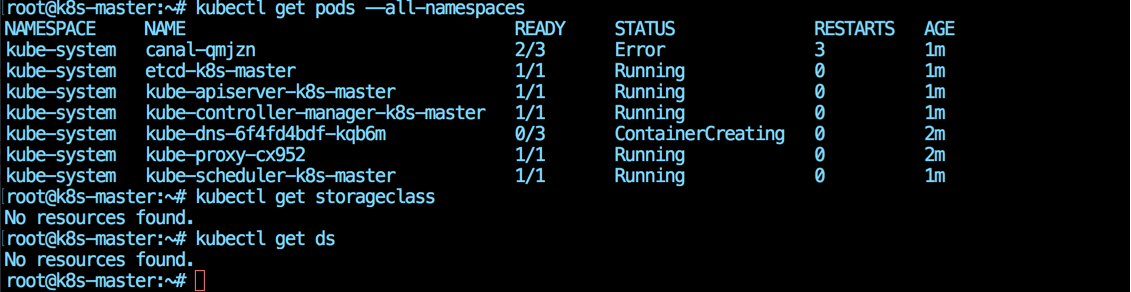 [root@k8s-master:~# kubectl get pods --all-namespaces
NAMESPACE NAME READY STATUS RESTARTS AGE
kube-system canal-qmjzn 2/3 Error 3 1m
kube-system etcd-k8s-master 1/1 Running 0 1m
kube-system kube-apiserver-k8s-master 1/1 Running 0 1m
kube-system kube-controller-manager-k8s-master 1/1 Running 0 1m
kube-system kube-dns-6f4fd4bdf-kqb6m 0/3 ContainerCreating 0 2m
kube-system kube-proxy-cx952 1/1 Running 0 2m
kube-system kube-scheduler-k8s-master 1/1 Running 0 1m
[root@k8s-master:~# kubectl get storageclass
No resources found.
[root@k8s-master:~# kubectl get ds
No resources found.
root@k8s-master:~#